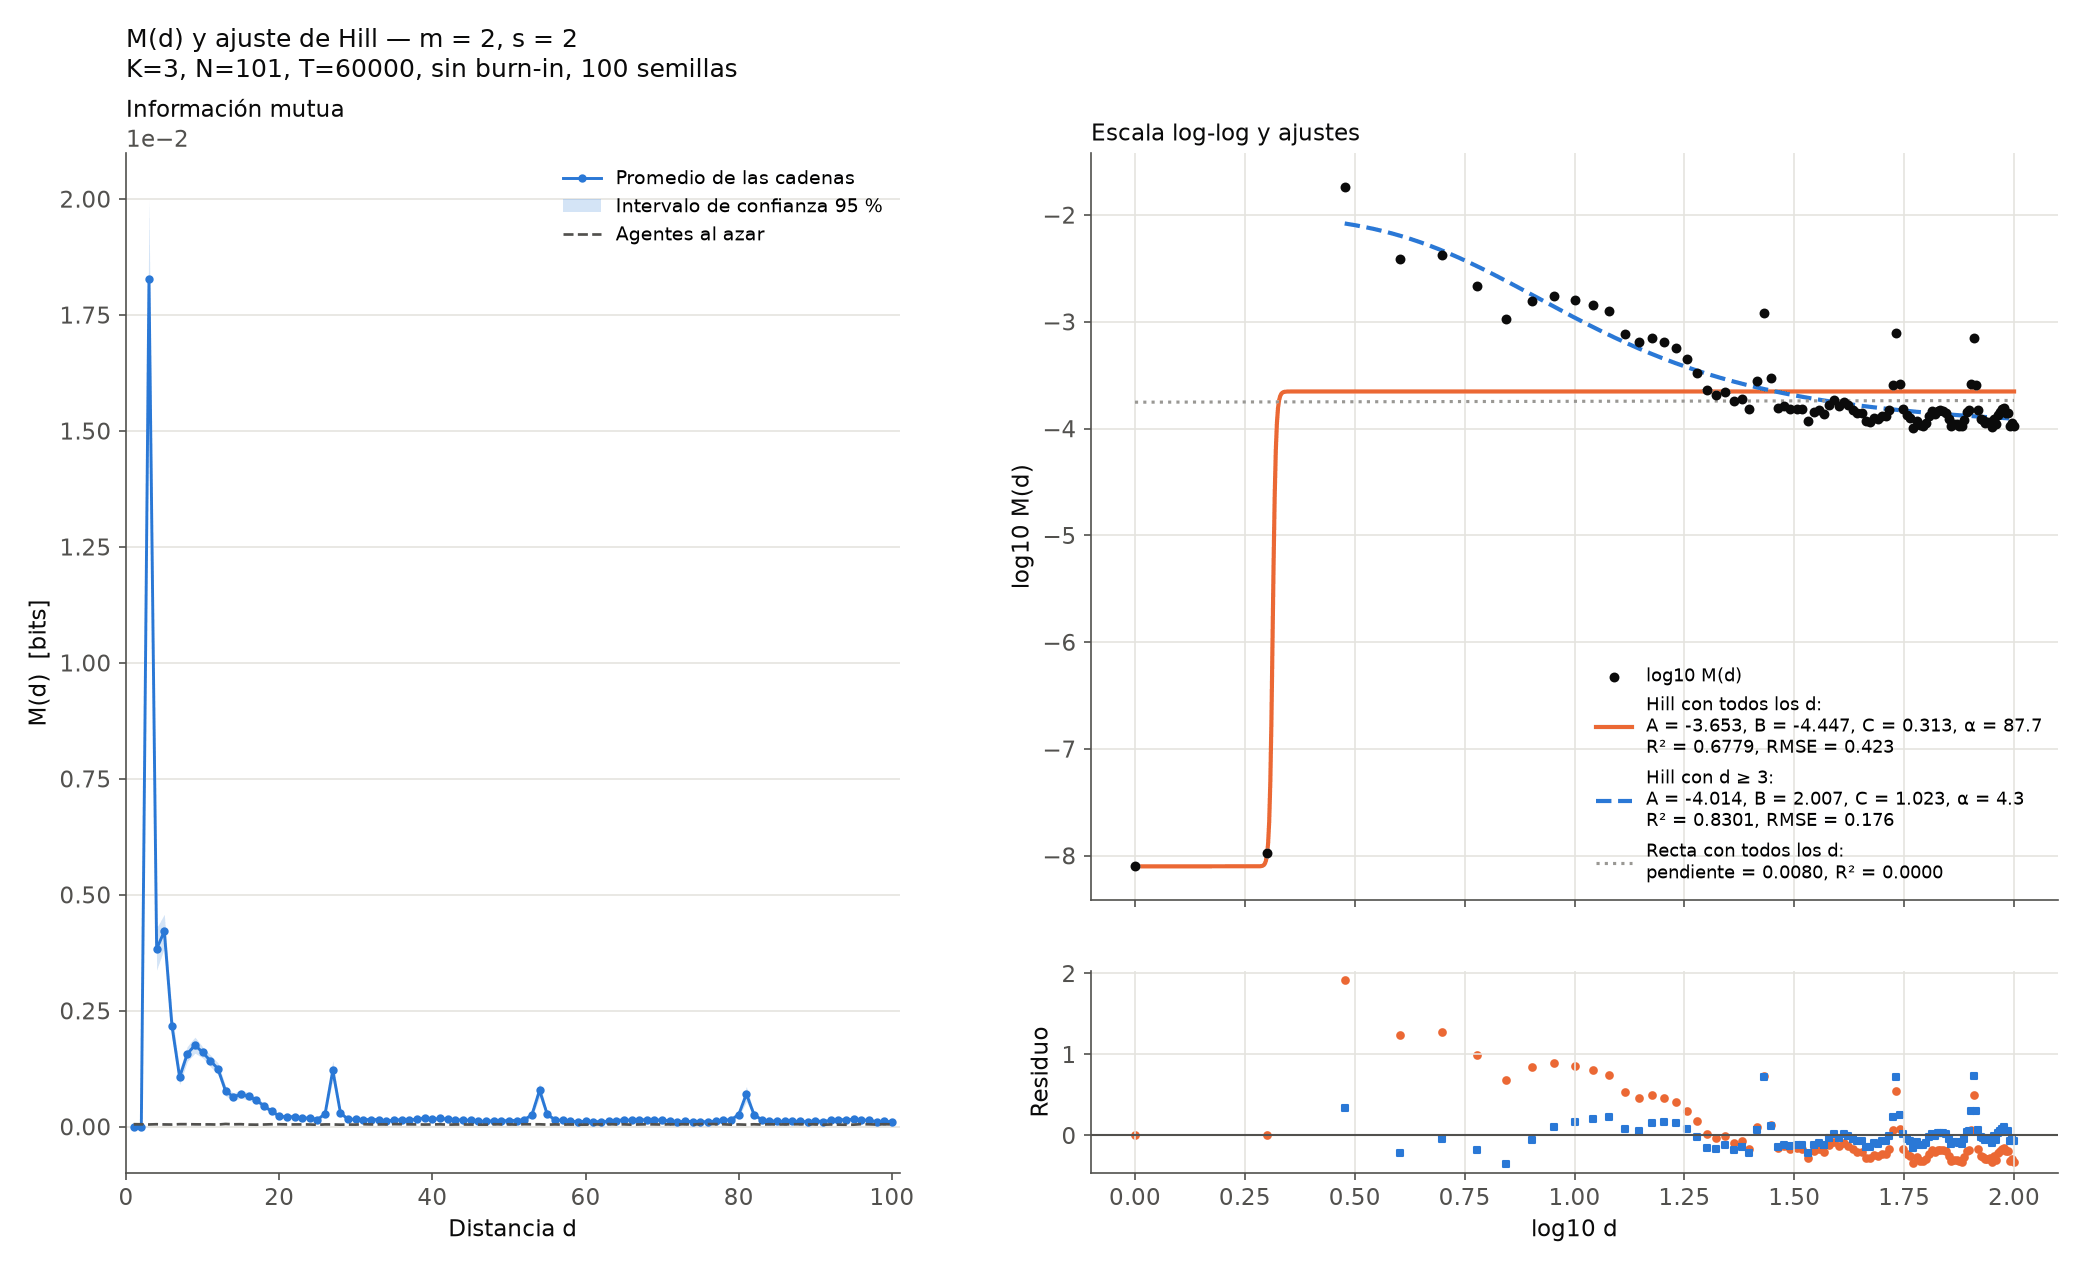 M(d) y ajuste de Hill — m = 2, s = 2
K=3, N=101, T=60000, sin burn-in, 100 semillas
Información mutua
1e−2
Promedio de las cadenas
Intervalo de confianza 95 %
Agentes al azar
2.00
1.75
1.50
1.25
1.00
0.75
0.50
0.25
0.00
M(d) [bits]
0
20
40
60
80
100
Distancia d
Escala log-log y ajustes
−2
−3
−4
−5
−6
−7
−8
log10 M(d)
log10 M(d)
Hill con todos los d:
A = -3.653, B = -4.447, C = 0.313, α = 87.7
R² = 0.6779, RMSE = 0.423
Hill con d ≥ 3:
A = -4.014, B = 2.007, C = 1.023, α = 4.3
R² = 0.8301, RMSE = 0.176
Recta con todos los d:
pendiente = 0.0080, R² = 0.0000
2
1
0
Residuo
0.00
0.25
0.50
0.75
1.00
1.25
1.50
1.75
2.00
log10 d